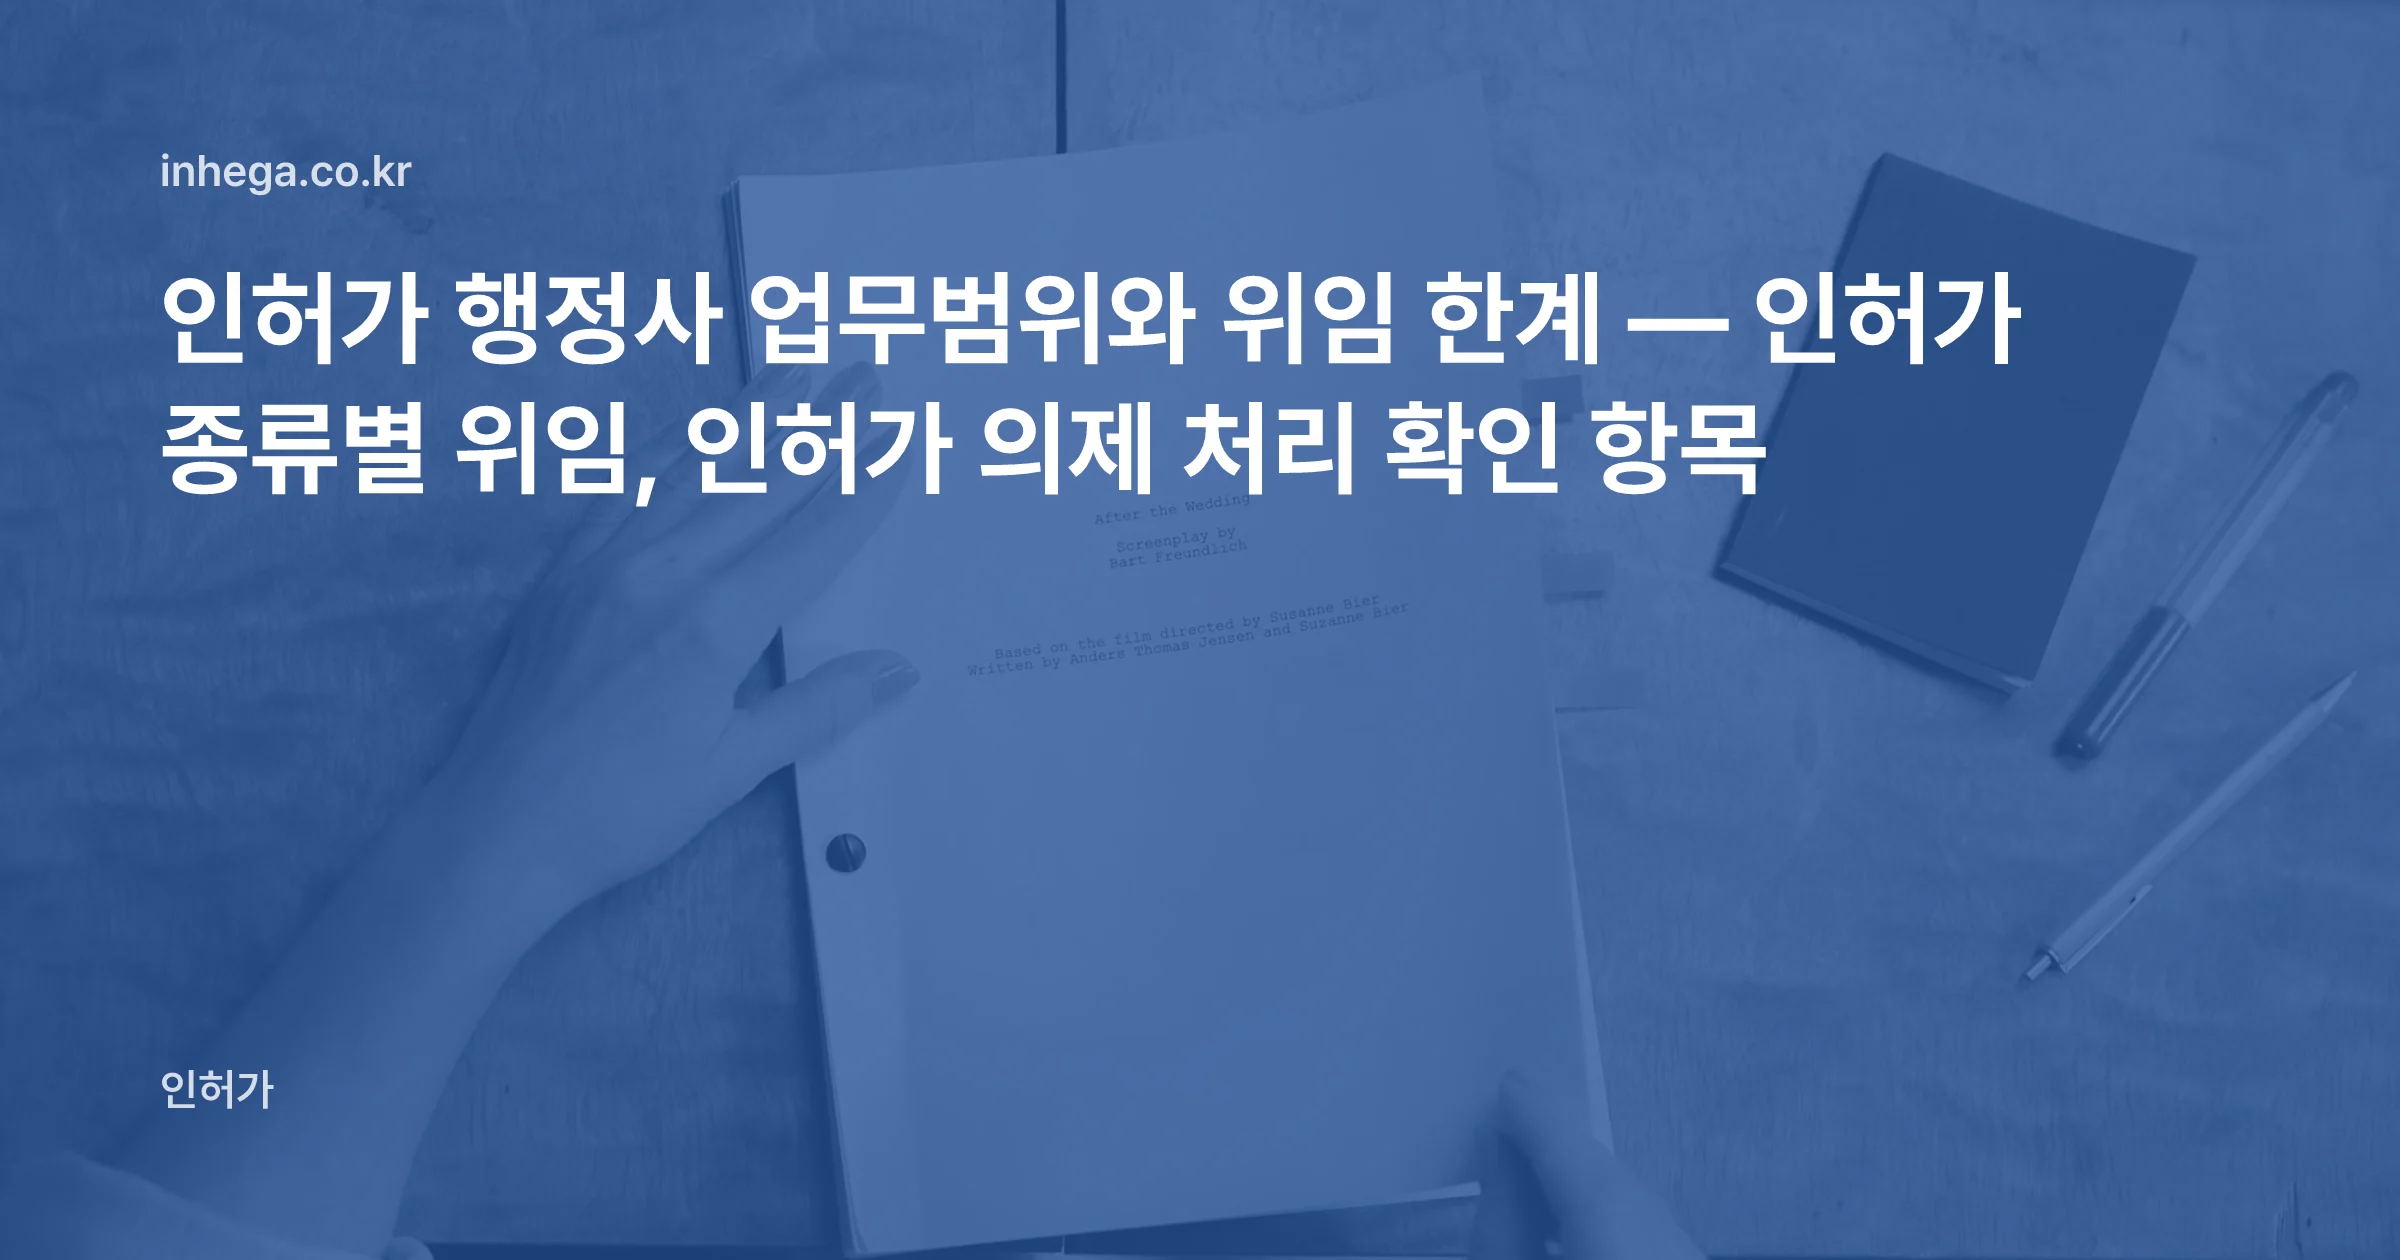 inhega.co.kr
인허가 행정사 업무범위와 위임 한계 — 인허가
종류별 위임, 인허가 의제 처리 확인 항목
After the Wedding
Screenplay by
Bart Freundlich
Based on the film directed by Susanne Bier
Written by Anders Thomas Jensen and Suzanne Bier
인허가